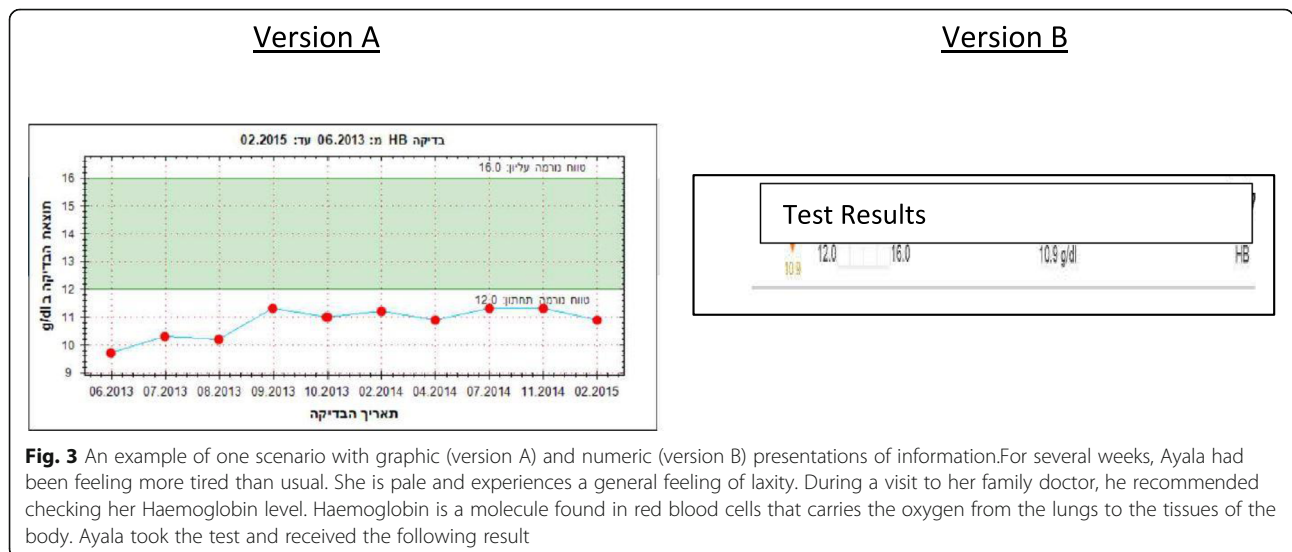 Version A
Version B
בדיקה HB מ: 06.2013 עד: 02.2015
טווח נורמה עליון: 16.0
16
15
14
13
12
11
10
9
תוצאת הבדיקה בg/dl
טווח נורמה תחתון: 12.0
06.2013 07.2013 08.2013 09.2013 10.2013 02.2014 04.2014 07.2014 11.2014 02.2015
תאריך הבדיקה
Test Results
10.9 12.0 16.0 10.9 g/dl HB
Fig. 3 An example of one scenario with graphic (version A) and numeric (version B) presentations of information.For several weeks, Ayala had
been feeling more tired than usual. She is pale and experiences a general feeling of laxity. During a visit to her family doctor, he recommended
checking her Haemoglobin level. Haemoglobin is a molecule found in red blood cells that carries the oxygen from the lungs to the tissues of the
body. Ayala took the test and received the following result